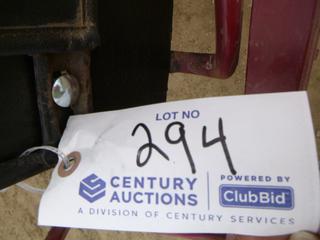 LOT NO
294
CENTURY AUCTIONS
POWERED BY
ClubBid
A DIVISION OF CENTURY SERVICES